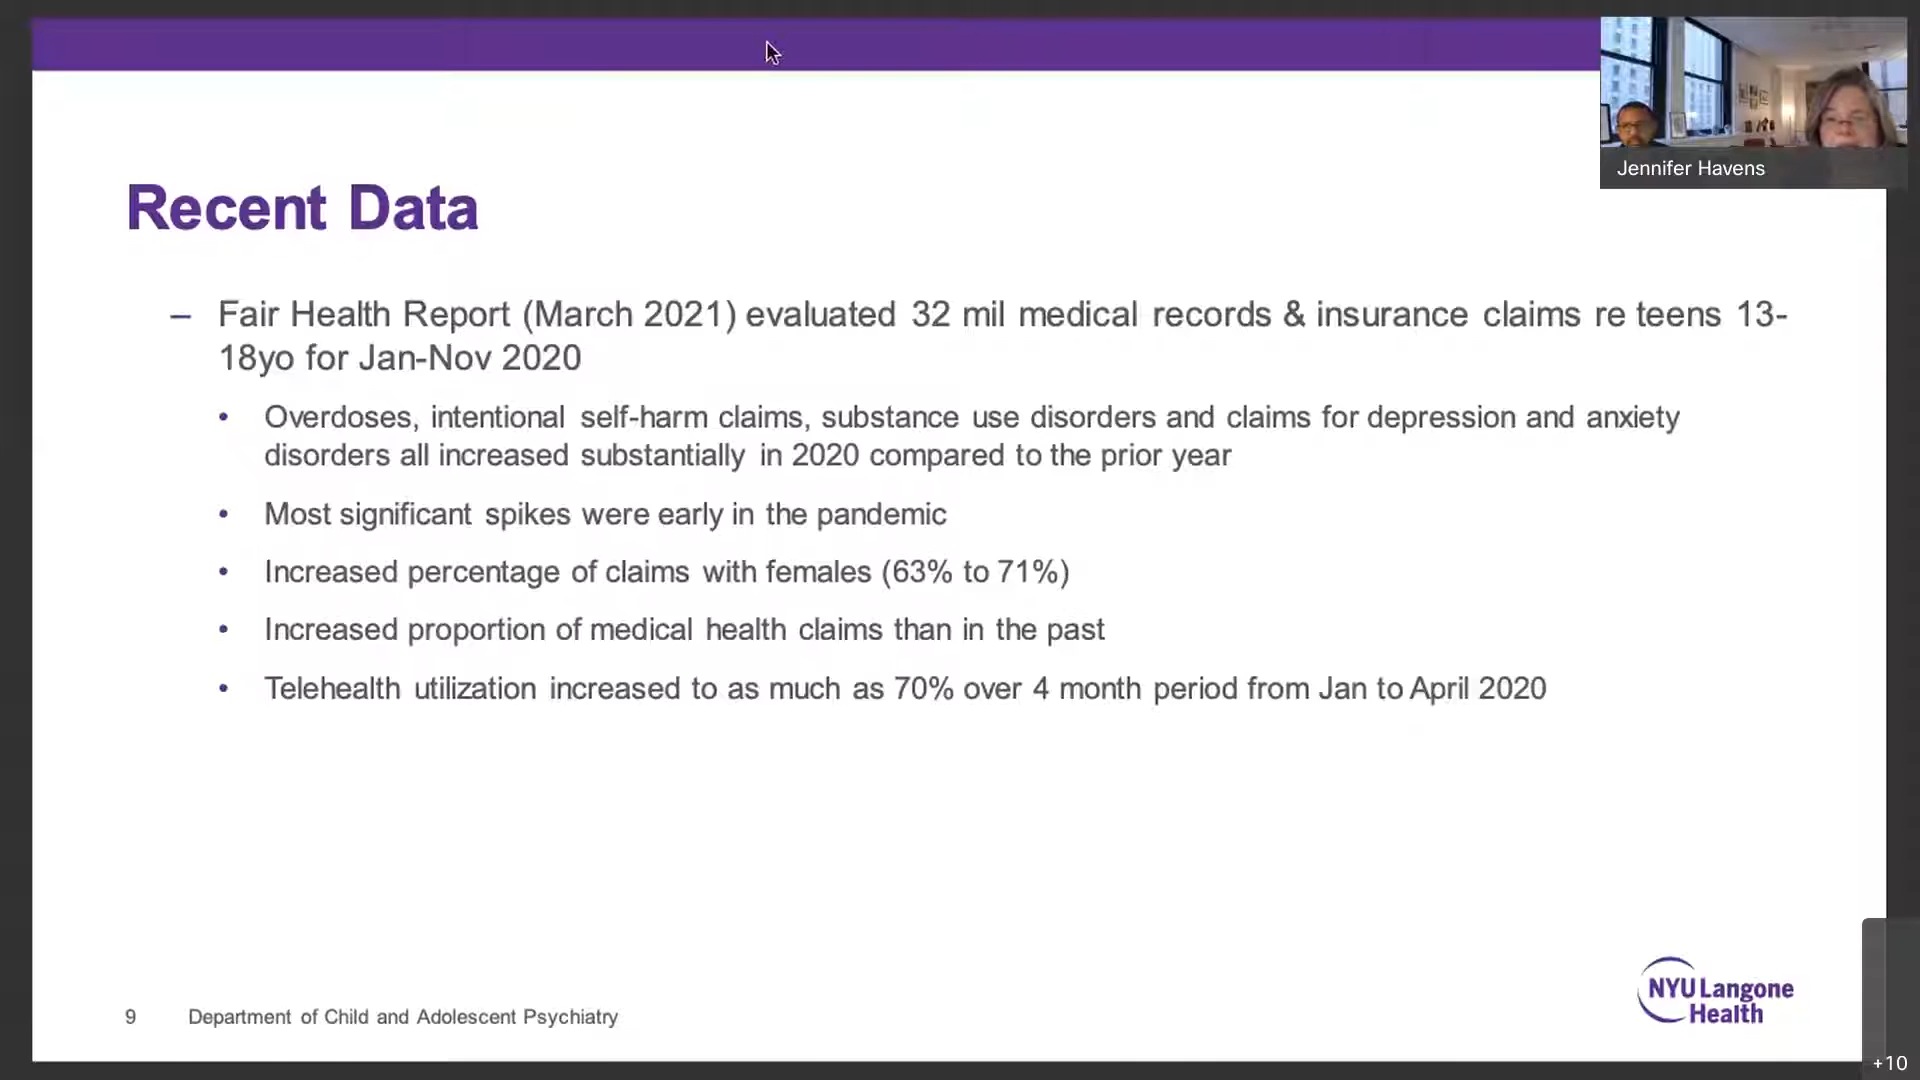 Jennifer Havens
Recent Data
– Fair Health Report (March 2021) evaluated 32 mil medical records & insurance claims re teens 13-
18yo for Jan-Nov 2020
• Overdoses, intentional self-harm claims, substance use disorders and claims for depression and anxiety
disorders all increased substantially in 2020 compared to the prior year
• Most significant spikes were early in the pandemic
• Increased percentage of claims with females (63% to 71%)
• Increased proportion of medical health claims than in the past
• Telehealth utilization increased to as much as 70% over 4 month period from Jan to April 2020
NYU Langone
Health
9 Department of Child and Adolescent Psychiatry
+10